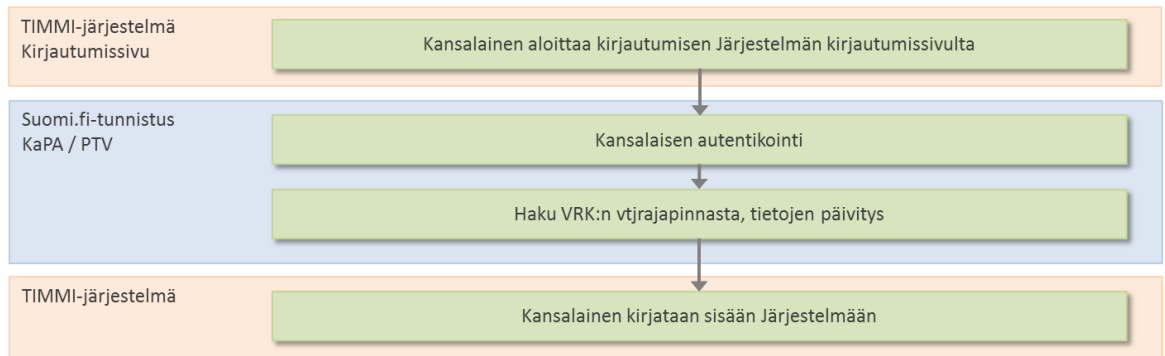 TIMMI-järjestelmä
Kirjautumissivu
Kansalainen aloittaa kirjautumisen Järjestelmän kirjautumissivulta
Suomi.fi-tunnistus
KaPA / PTV
Kansalaisen autentikointi
Haku VRK:n vtjrajapinnasta, tietojen päivitys
TIMMI-järjestelmä
Kansalainen kirjataan sisään Järjestelmään